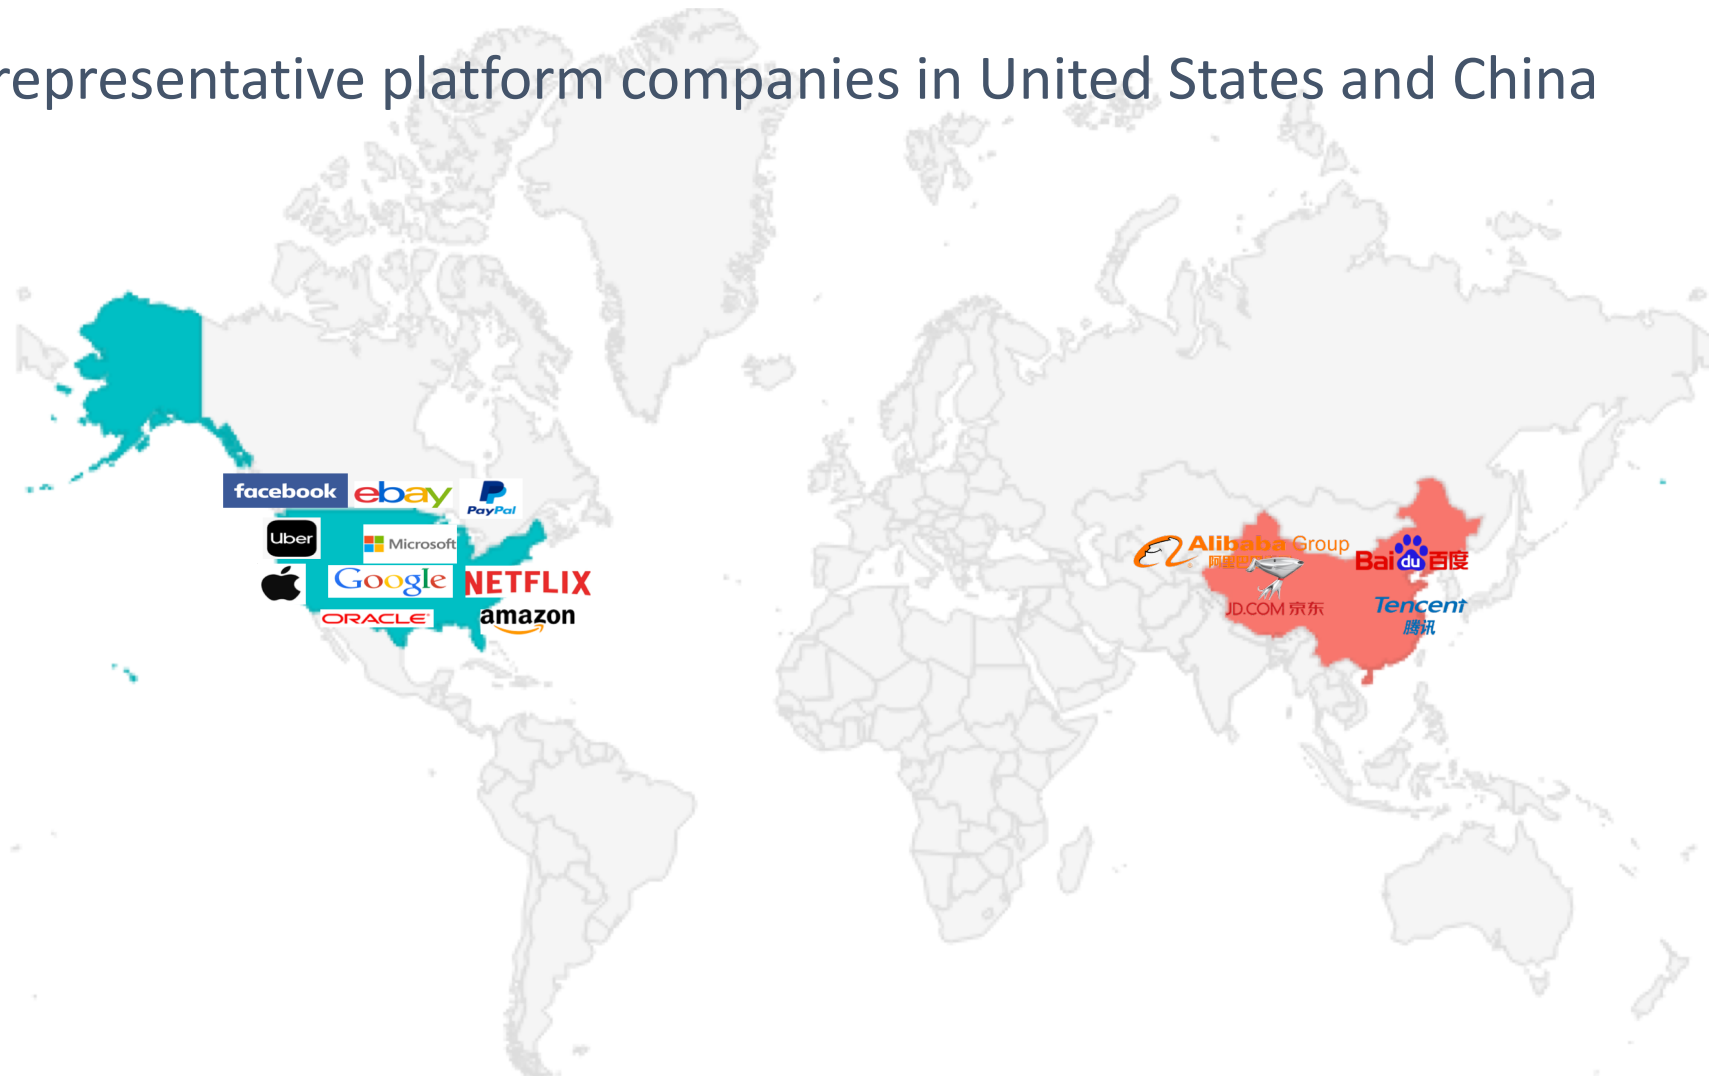 representative platform companies in United States and China
facebook
ebay
PayPal
Uber
Microsoft
Google
NETFLIX
ORACLE
amazon
Alibaba Group
JD.COM 京东
Bai du 百度
Tencent
腾讯